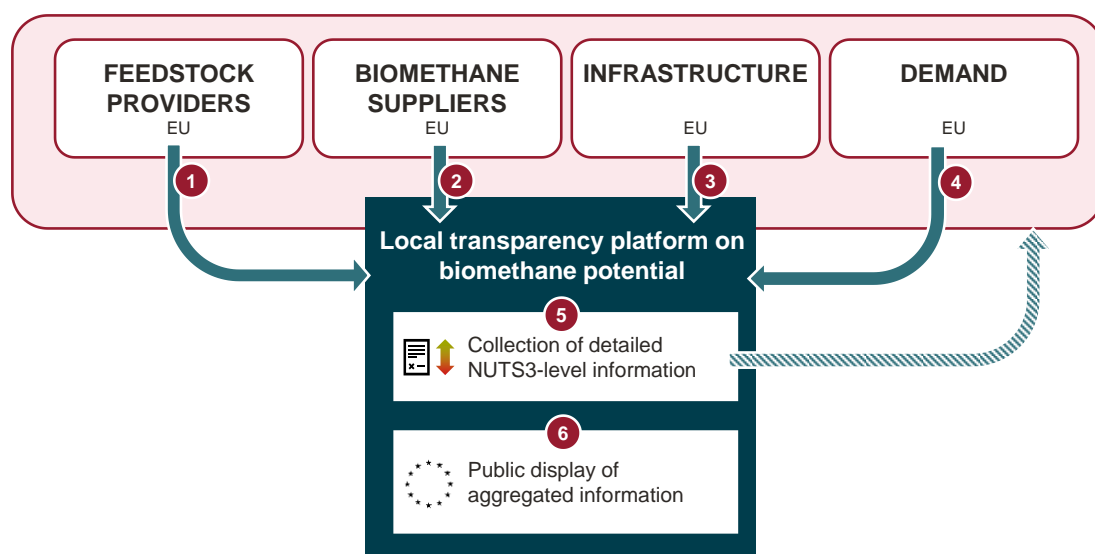 FEEDSTOCK
PROVIDERS
EU
BIOMETHANE
SUPPLIERS
EU
INFRASTRUCTURE
EU
DEMAND
EU
1
2
3
4
Local transparency platform on
biomethane potential
5
Collection of detailed
NUTS3-level information
6
Public display of
aggregated information